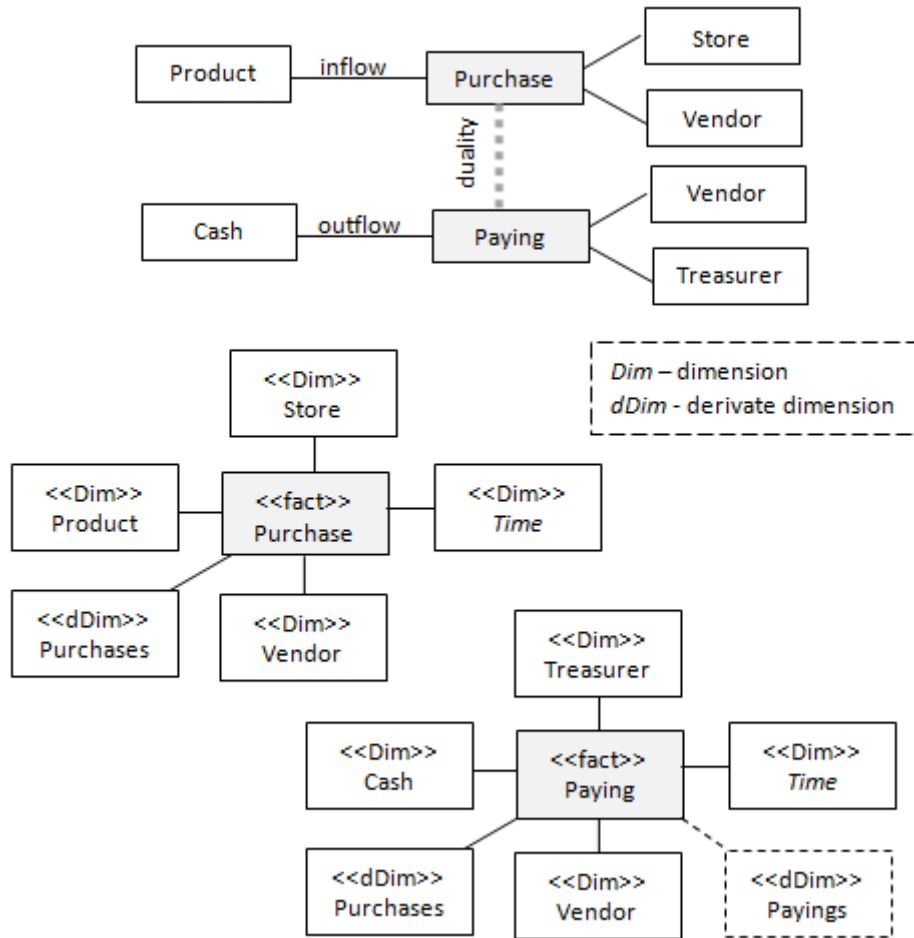 Store
Product
inflow
Purchase
Vendor
duality
Vendor
Cash
outflow
Paying
Treasurer
Dim – dimension
dDim - derivate dimension
<<Dim>>
Store
<<Dim>>
Product
<<fact>>
Purchase
<<Dim>>
Time
<<dDim>>
Purchases
<<Dim>>
Vendor
<<Dim>>
Treasurer
<<Dim>>
Cash
<<fact>>
Paying
<<Dim>>
Time
<<dDim>>
Purchases
<<Dim>>
Vendor
<<dDim>>
Payings